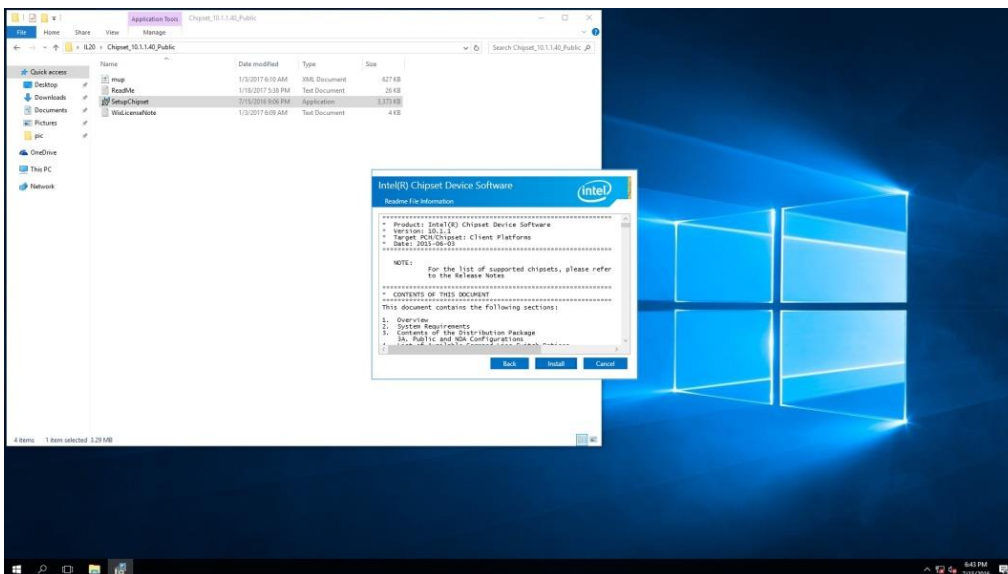 Application Tools Chipset_10.1.1.40_Public
File Home Share View Manage
IL20 › Chipset_10.1.1.40_Public
Search Chipset_10.1.1.40_Public
Name Date modified Type Size
Quick access
Desktop
Downloads
Documents
Pictures
pic
OneDrive
This PC
Network
mup 1/3/2017 6:10 AM XML Document 627 KB
ReadMe 1/18/2017 5:38 PM Text Document 26 KB
SetupChipset 7/15/2016 9:06 PM Application 3,373 KB
WixLicenseNote 1/3/2017 6:09 AM Text Document 4 KB
Intel(R) Chipset Device Software
Readme File Information
intel
********************************************************
* Product: Intel(R) Chipset Device Software
* Version: 10.1.1
* Target PCH/Chipset: Client Platforms
* Date: 2015-06-03
********************************************************
NOTE:
For the list of supported chipsets, please refer
to the Release Notes
********************************************************
* CONTENTS OF THIS DOCUMENT
********************************************************
This document contains the following sections:
1. Overview
2. System Requirements
3. Contents of the Distribution Package
3A. Public and NDA Configurations
Back Install Cancel
4 items 1 item selected 3.29 MB
6:43 PM